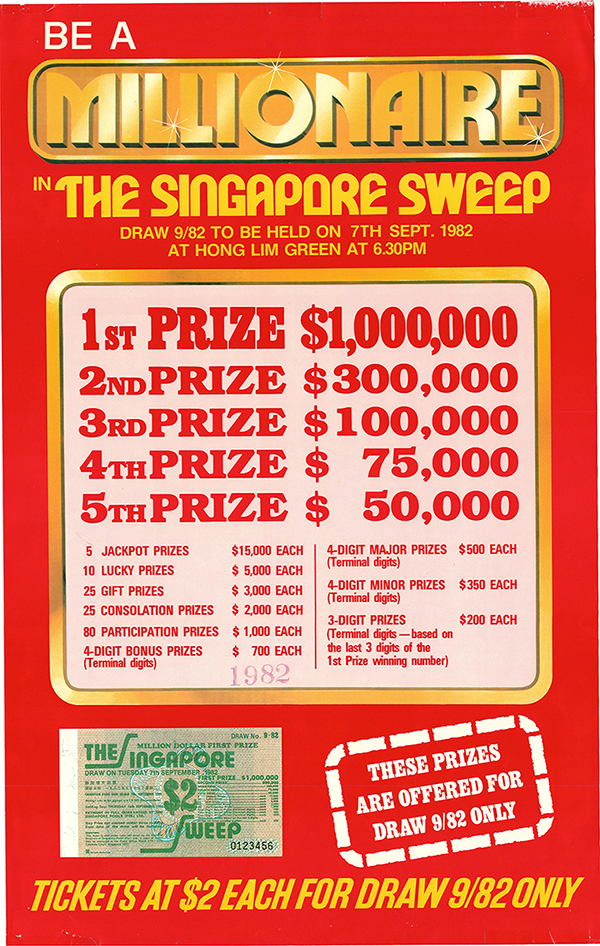 BE A
MILLIONAIRE
IN THE SINGAPORE SWEEP
DRAW 9/82 TO BE HELD ON 7TH SEPT. 1982
AT HONG LIM GREEN AT 6.30PM
1ST PRIZE $1,000,000
2ND PRIZE $300,000
3RD PRIZE $100,000
4TH PRIZE $ 75,000
5TH PRIZE $ 50,000
5 JACKPOT PRIZES $15,000 EACH
10 LUCKY PRIZES $ 5,000 EACH
25 GIFT PRIZES $ 3,000 EACH
25 CONSOLATION PRIZES $ 2,000 EACH
80 PARTICIPATION PRIZES $ 1,000 EACH
4-DIGIT BONUS PRIZES $ 700 EACH
(Terminal digits)
4-DIGIT MAJOR PRIZES $500 EACH
(Terminal digits)
4-DIGIT MINOR PRIZES $350 EACH
(Terminal digits)
3-DIGIT PRIZES $200 EACH
(Terminal digits — based on
the last 3 digits of the
1st Prize winning number)
1982
DRAW No. 9-82
MILLION DOLLAR FIRST PRIZE
THE SINGAPORE
DRAW ON TUESDAY 7th SEPTEMBER, 1982
FIRST PRIZE $1,000,000
$2
SWEEP
0123456
THESE PRIZES
ARE OFFERED FOR
DRAW 9/82 ONLY
TICKETS AT $2 EACH FOR DRAW 9/82 ONLY